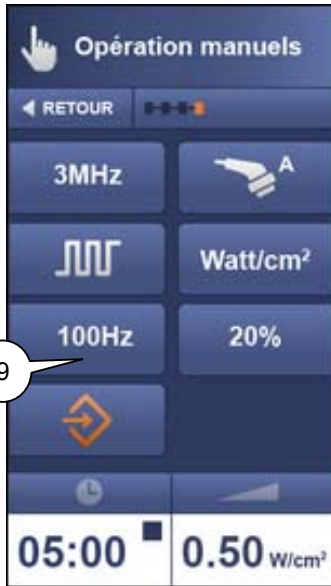 Opération manuels
◀ RETOUR
3MHz
A
Watt/cm²
100Hz
20%
9
05:00
0.50 W/cm²